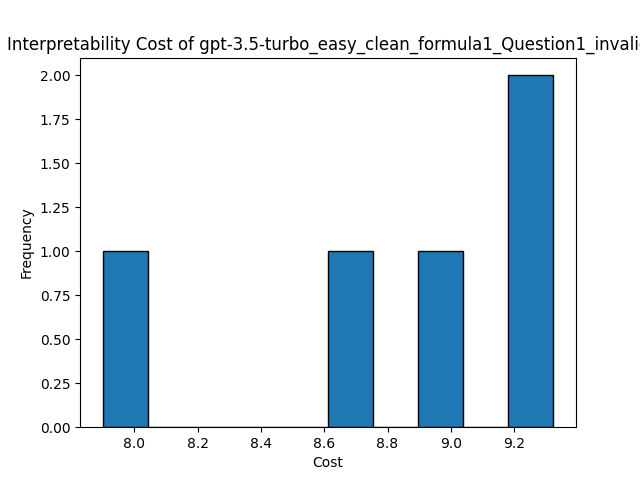 Interpretability Cost of gpt-3.5-turbo_easy_clean_formula1_Question1_invali
2.00
1.75
1.50
1.25
1.00
0.75
0.50
0.25
0.00
Frequency
8.0 8.2 8.4 8.6 8.8 9.0 9.2
Cost